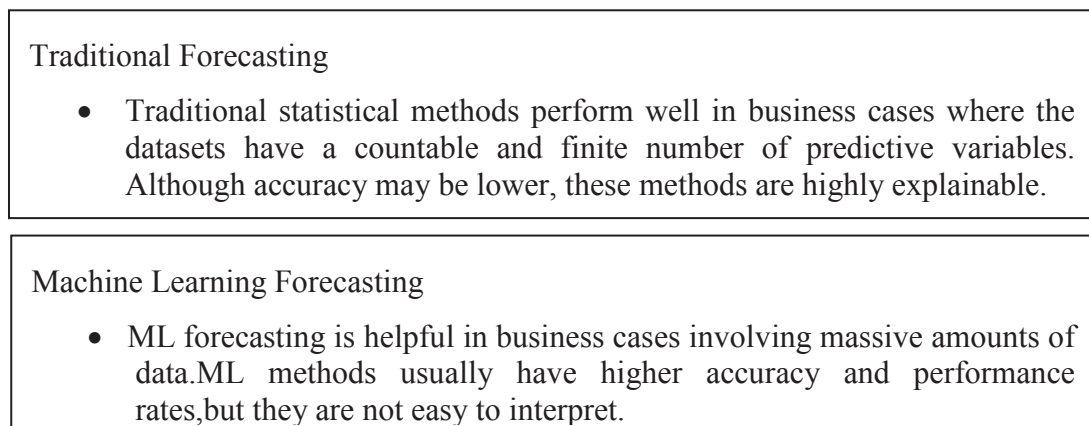 Traditional Forecasting
• Traditional statistical methods perform well in business cases where the
datasets have a countable and finite number of predictive variables.
Although accuracy may be lower, these methods are highly explainable.
Machine Learning Forecasting
• ML forecasting is helpful in business cases involving massive amounts of
data.ML methods usually have higher accuracy and performance
rates,but they are not easy to interpret.